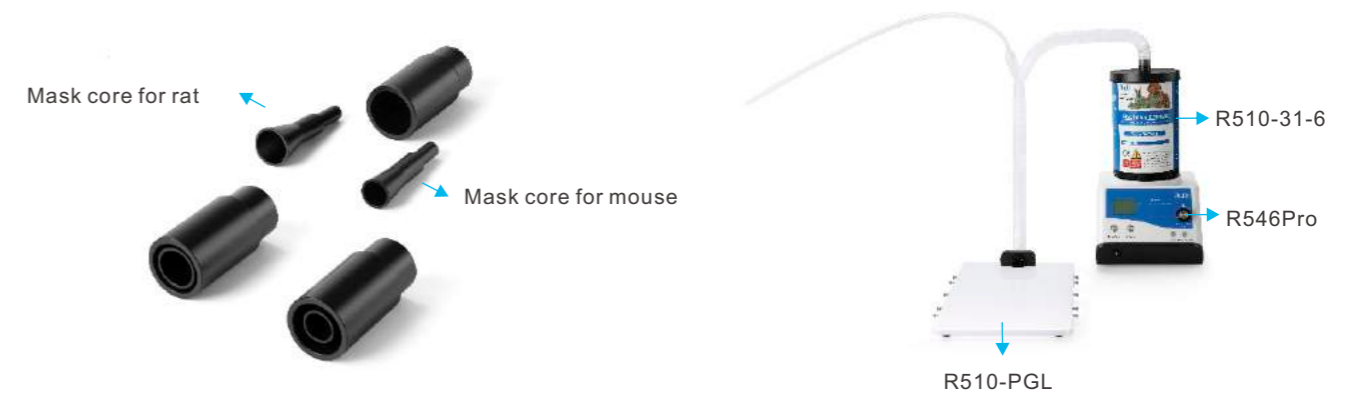 Mask core for rat
Mask core for mouse
R510-31-6
R546Pro
R510-PGL